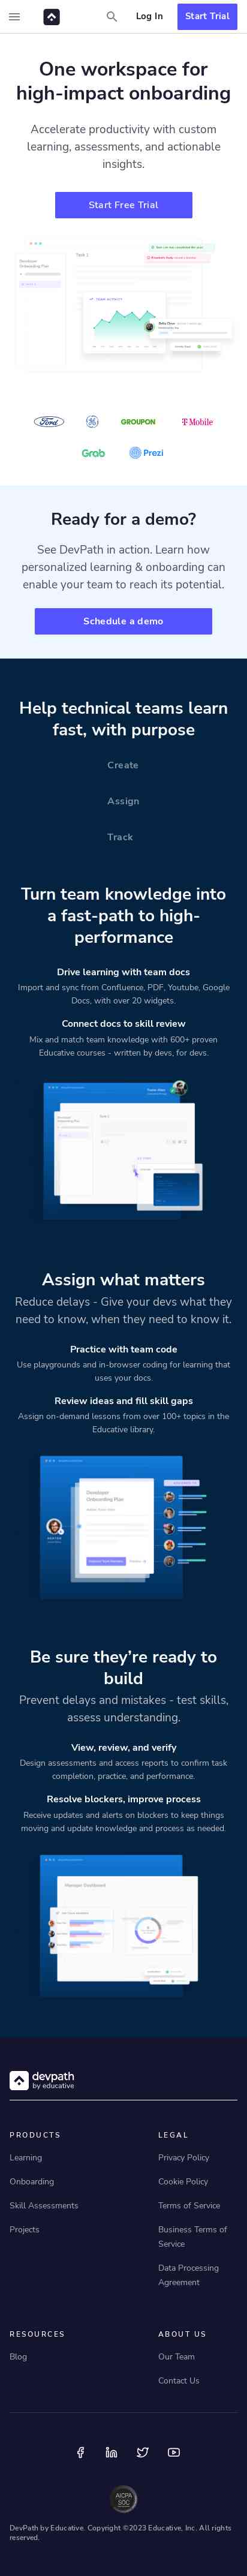 Log In
Start Trial
One workspace for
high-impact onboarding
Accelerate productivity with custom
learning, assessments, and actionable
insights.
Start Free Trial
Developer
Onboarding Plan
Task 1
TEAM ACTIVITY
Ford
GE
GROUPON
T Mobile
Grab
Prezi
Ready for a demo?
See DevPath in action. Learn how
personalized learning & onboarding can
enable your team to reach its potential.
Schedule a demo
Help technical teams learn
fast, with purpose
Create
Assign
Track
Turn team knowledge into
a fast-path to high-
performance
Drive learning with team docs
Import and sync from Confluence, PDF, Youtube, Google
Docs, with over 20 widgets.
Connect docs to skill review
Mix and match team knowledge with 600+ proven
Educative courses - written by devs, for devs.
Assign what matters
Reduce delays - Give your devs what they
need to know, when they need to know it.
Practice with team code
Use playgrounds and in-browser coding for learning that
uses your docs.
Review ideas and fill skill gaps
Assign on-demand lessons from over 100+ topics in the
Educative library.
Developer
Onboarding Plan
Be sure they’re ready to
build
Prevent delays and mistakes - test skills,
assess understanding.
View, review, and verify
Design assessments and access reports to confirm task
completion, practice, and performance.
Resolve blockers, improve process
Receive updates and alerts on blockers to keep things
moving and update knowledge and process as needed.
Manager Dashboard
devpath
by educative
PRODUCTS
Learning
Onboarding
Skill Assessments
Projects
LEGAL
Privacy Policy
Cookie Policy
Terms of Service
Business Terms of
Service
Data Processing
Agreement
RESOURCES
Blog
ABOUT US
Our Team
Contact Us
AICPA
SOC
DevPath by Educative. Copyright ©2023 Educative, Inc. All rights
reserved.